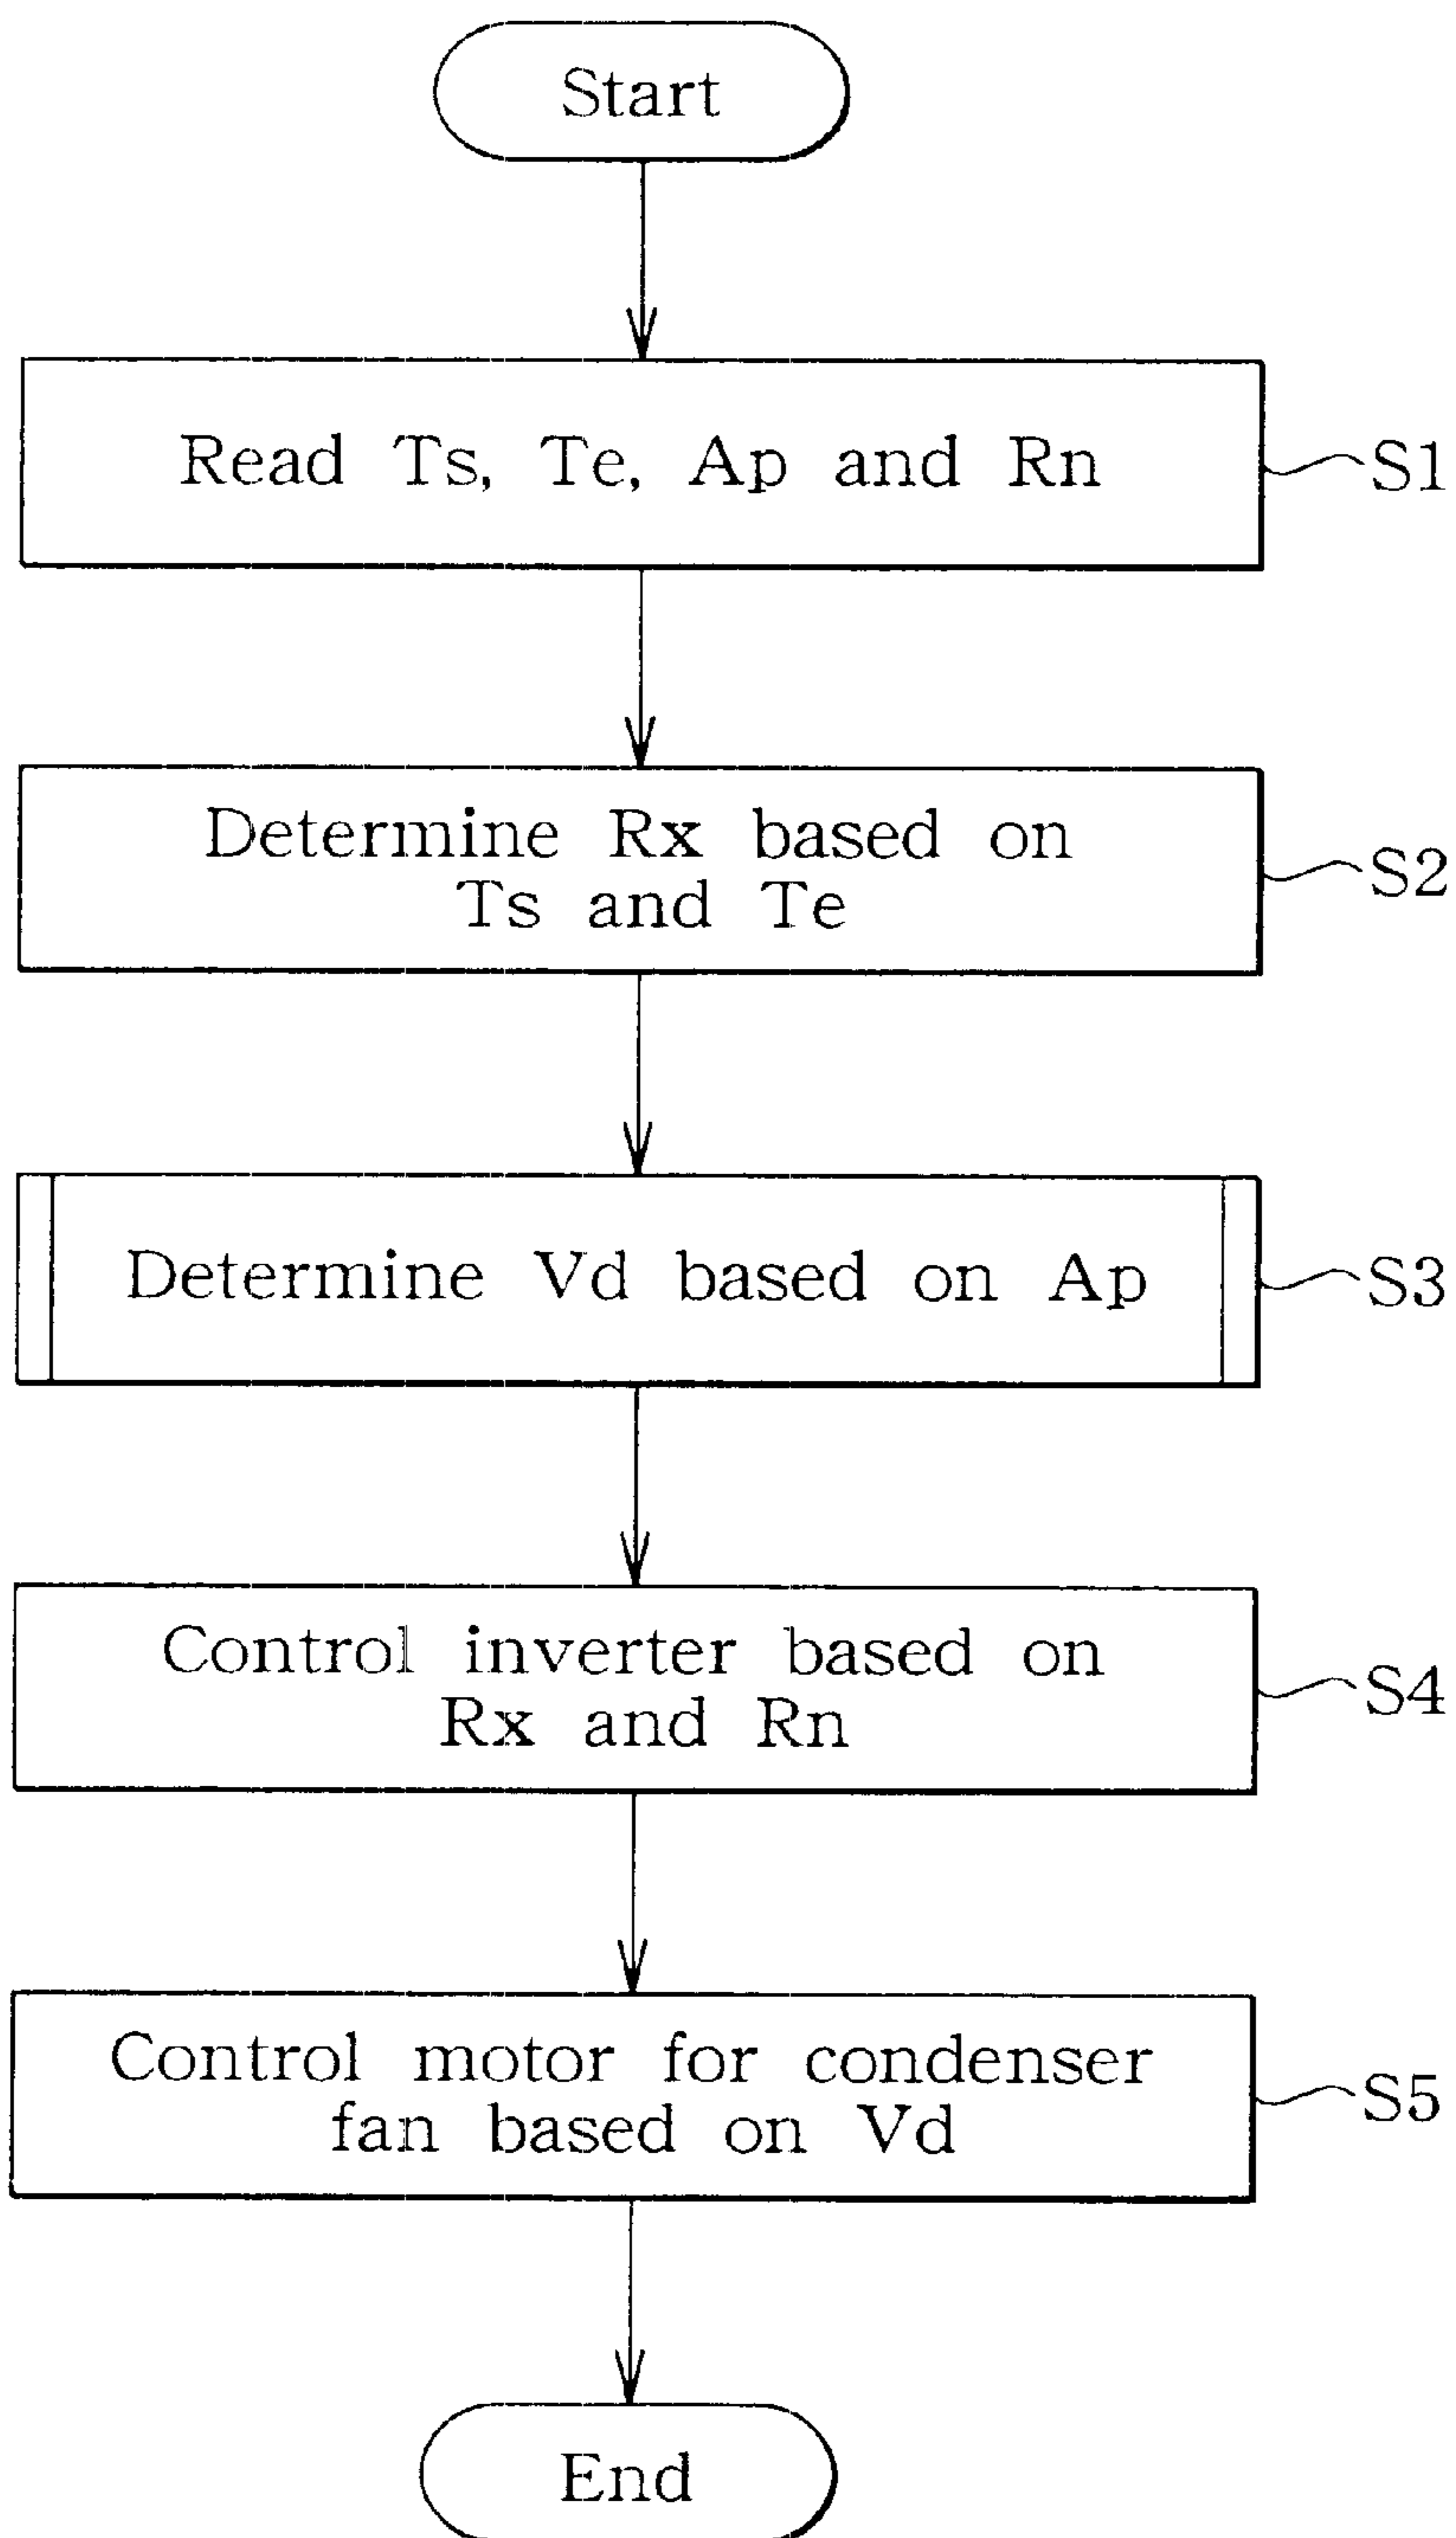 Start
Read Ts, Te, Ap and Rn
S1
Determine Rx based on
Ts and Te
S2
Determine Vd based on Ap
S3
Control inverter based on
Rx and Rn
S4
Control motor for condenser
fan based on Vd
S5
End